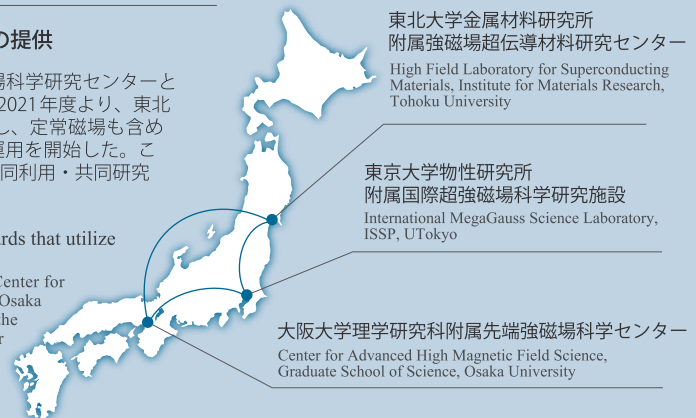 の提供
場科学研究センターと
2021年度より、東北
し、定常磁場も含め
運用を開始した。こ
同利用・共同研究
rds that utilize
Center for
Osaka
the
r
東北大学金属材料研究所
附属強磁場超伝導材料研究センター
High Field Laboratory for Superconducting
Materials, Institute for Materials Research,
Tohoku University
東京大学物性研究所
附属国際超強磁場科学研究施設
International MegaGauss Science Laboratory,
ISSP, UTokyo
大阪大学理学研究科附属先端強磁場科学センター
Center for Advanced High Magnetic Field Science,
Graduate School of Science, Osaka University